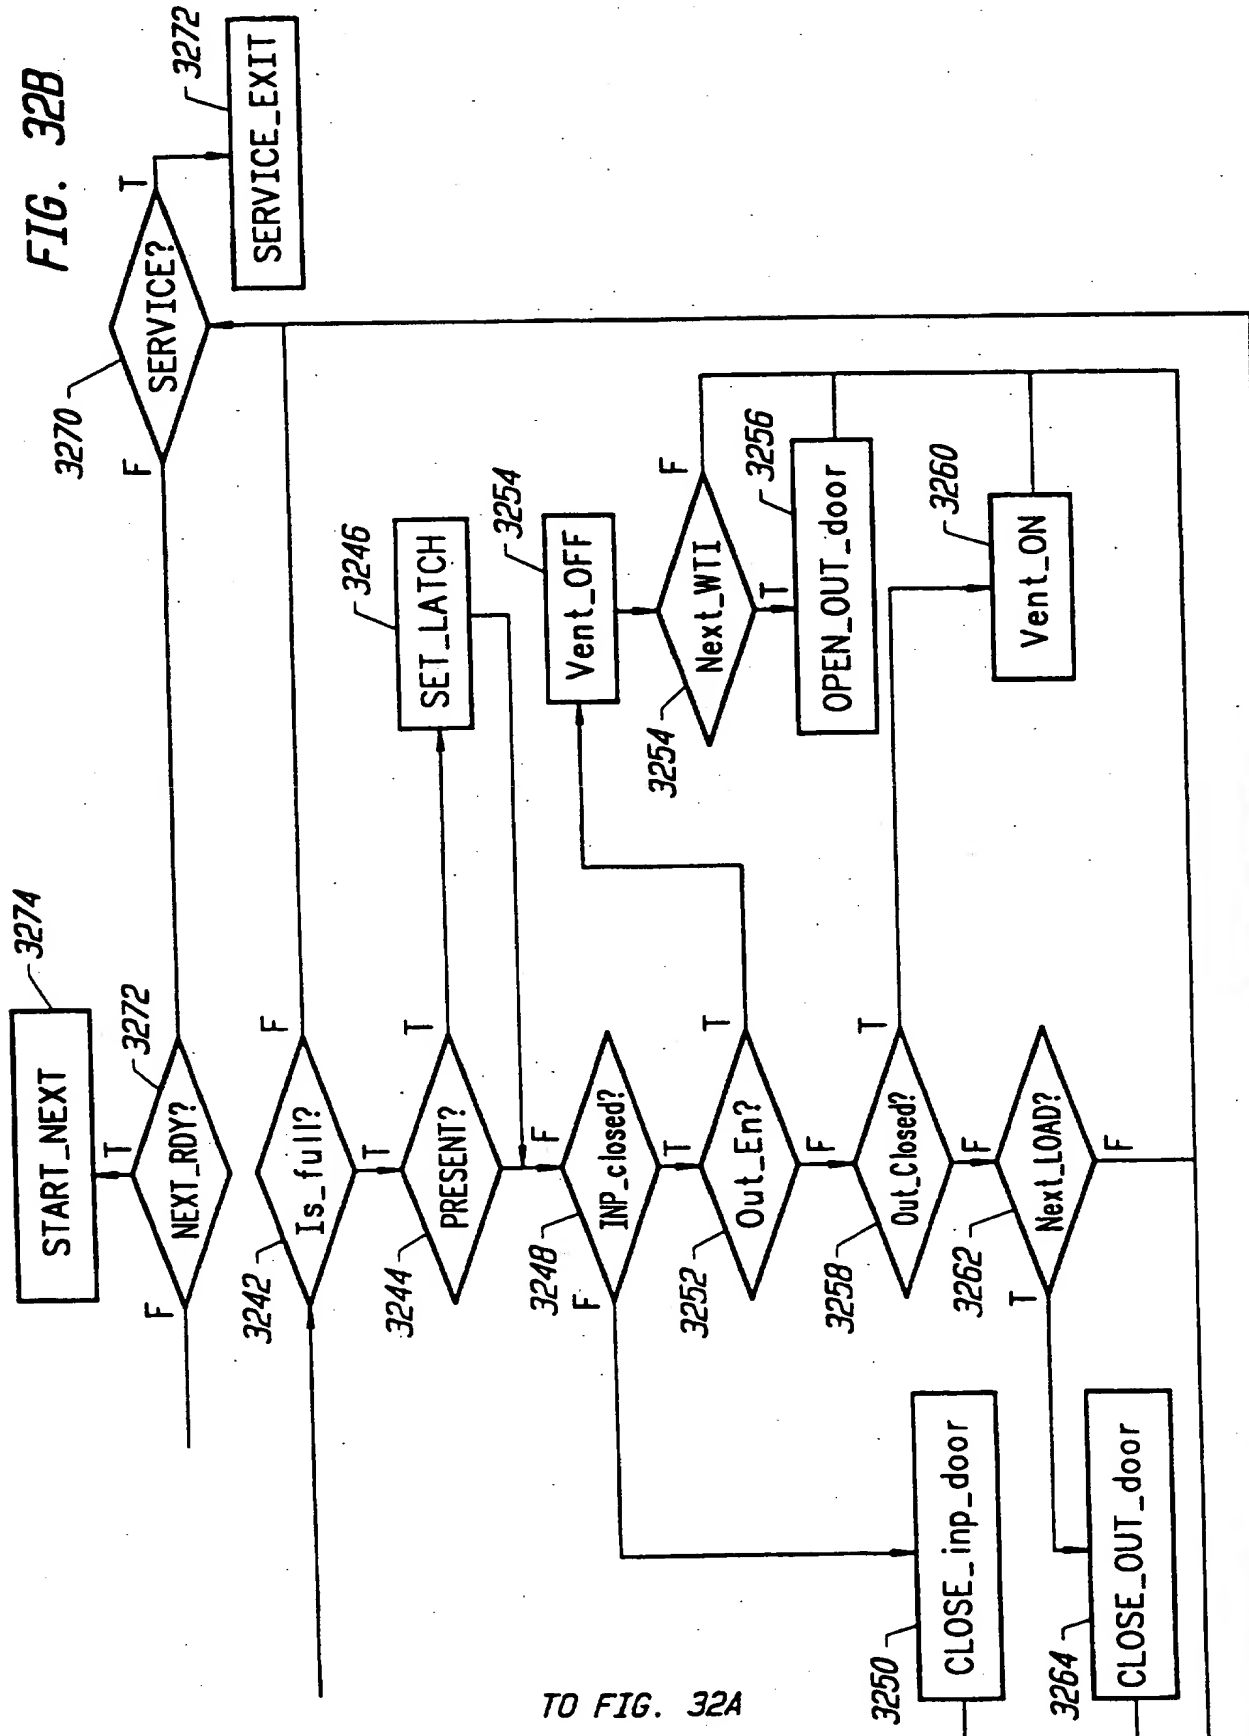 FIG. 32B
START_NEXT
3274
T
NEXT_RDY?
3272
F
F
SERVICE?
3270
T
SERVICE_EXIT
3272
Is_full?
3242
F
T
PRESENT?
3244
T
SET_LATCH
3246
F
INP_closed?
3248
F
T
Out_En?
3252
T
Vent_OFF
3254
Next_WTI
3254
F
T
OPEN_OUT_door
3256
F
Out_Closed?
3258
T
Vent_ON
3260
F
Next_LOAD?
3262
T
F
CLOSE_inp_door
3250
CLOSE_OUT_door
3264
TO FIG. 32A